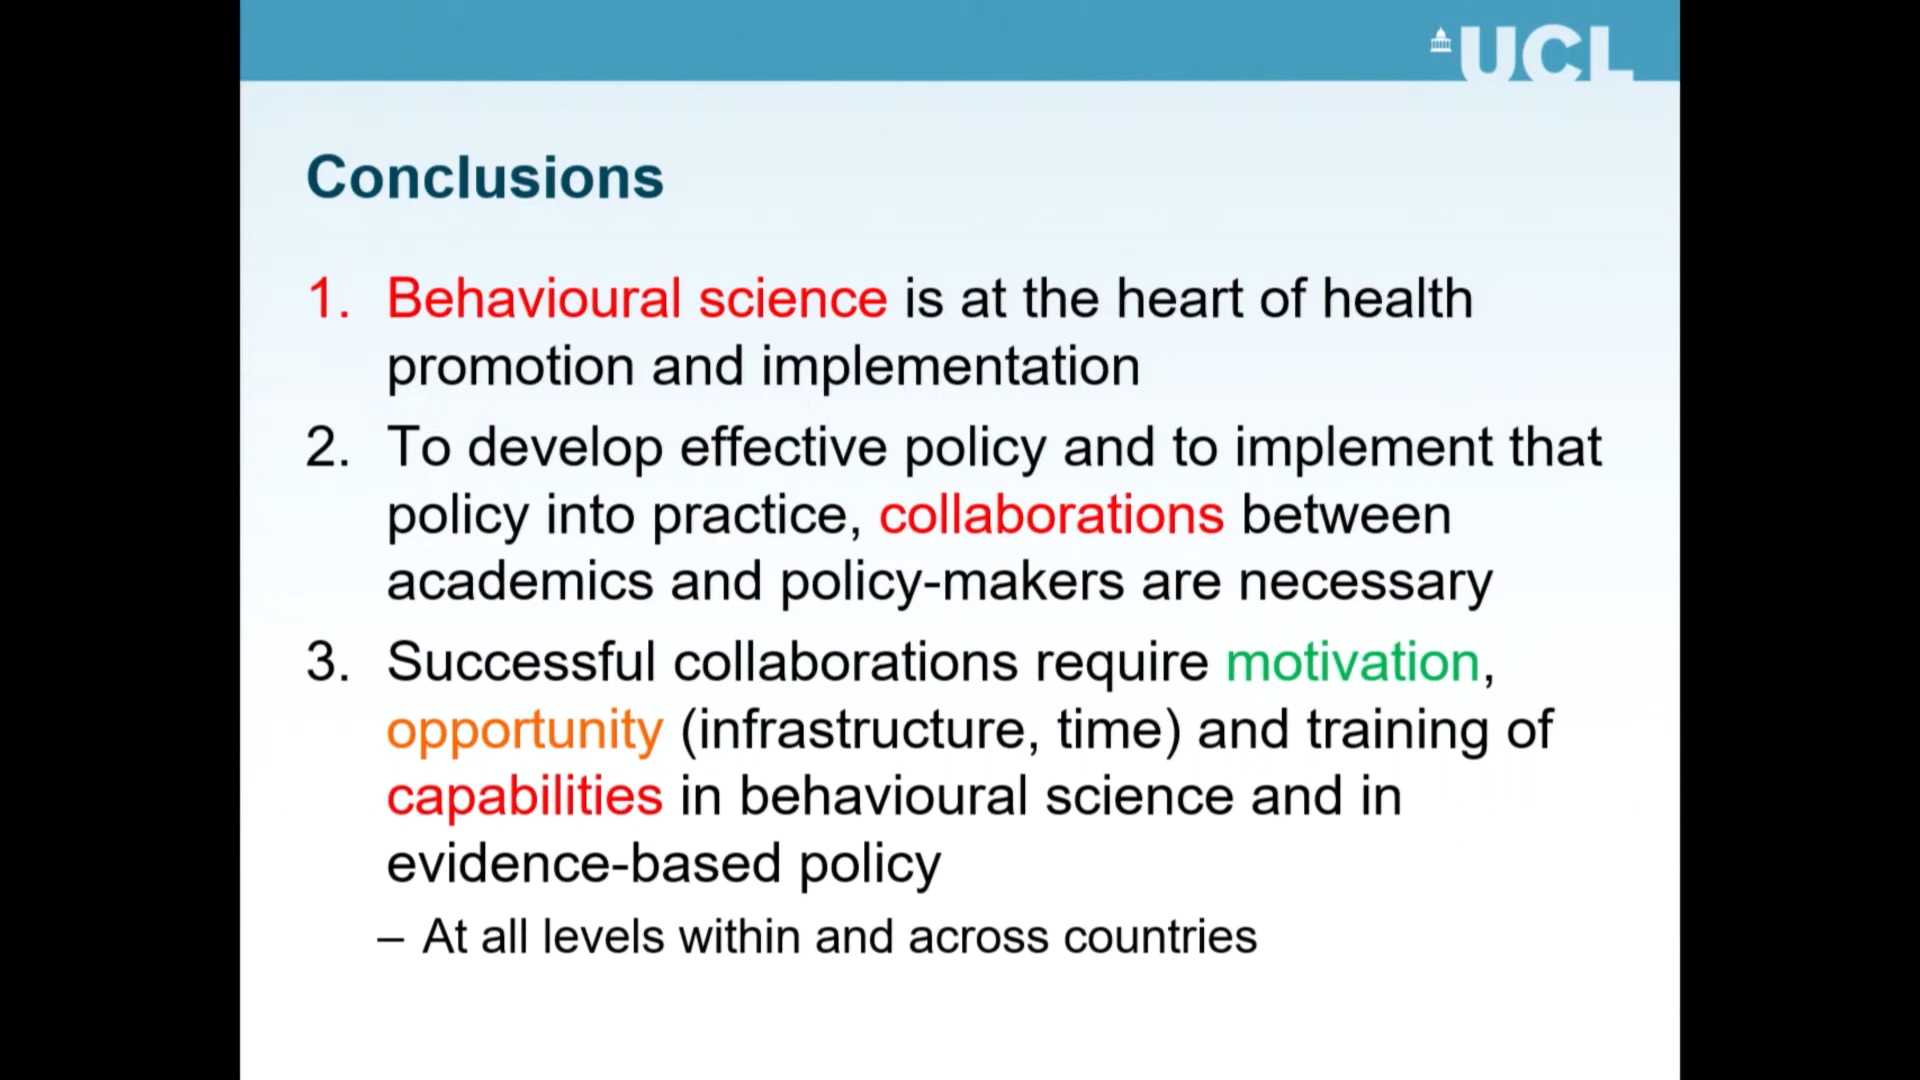 UCL
Conclusions
1. Behavioural science is at the heart of health
promotion and implementation
2. To develop effective policy and to implement that
policy into practice, collaborations between
academics and policy-makers are necessary
3. Successful collaborations require motivation,
opportunity (infrastructure, time) and training of
capabilities in behavioural science and in
evidence-based policy
– At all levels within and across countries